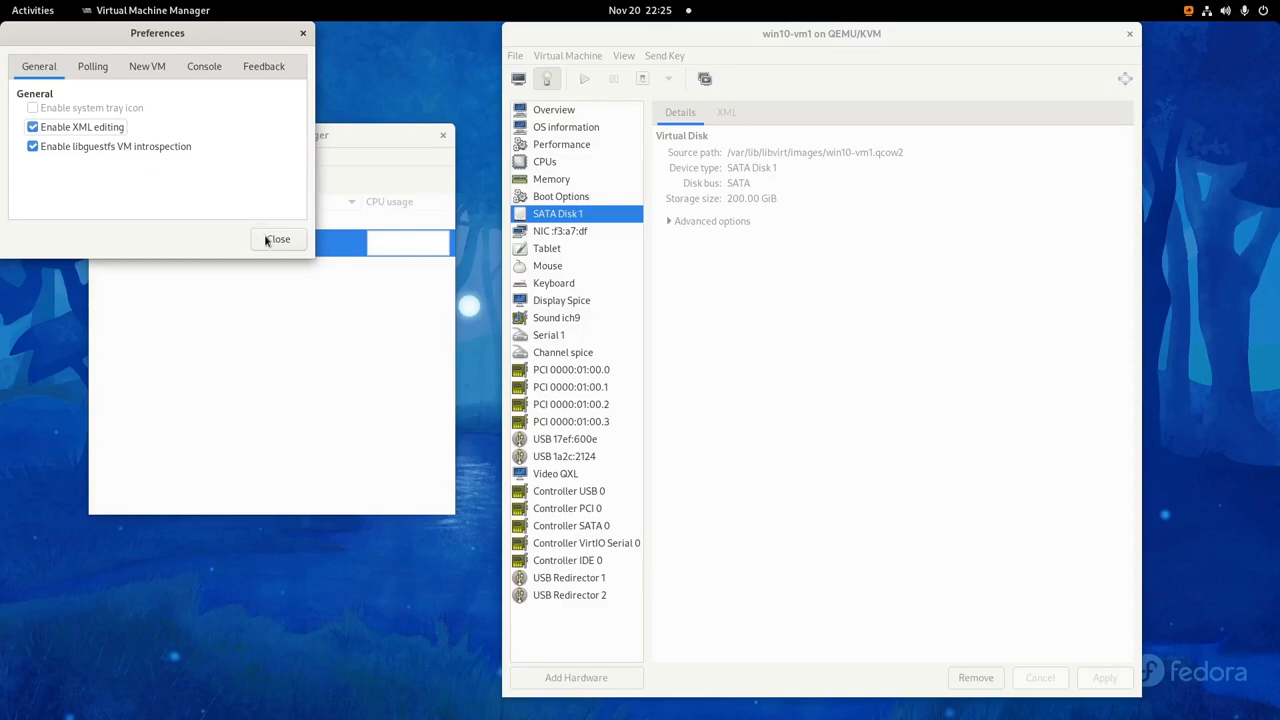 Activities
Virtual Machine Manager
Nov 20 22:25
Preferences
General
Polling
New VM
Console
Feedback
General
Enable system tray icon
Enable XML editing
Enable libguestfs VM introspection
Close
ger
CPU usage
win10-vm1 on QEMU/KVM
File
Virtual Machine
View
Send Key
Overview
OS information
Performance
CPUs
Memory
Boot Options
SATA Disk 1
NIC :f3:a7:df
Tablet
Mouse
Keyboard
Display Spice
Sound ich9
Serial 1
Channel spice
PCI 0000:01:00.0
PCI 0000:01:00.1
PCI 0000:01:00.2
PCI 0000:01:00.3
USB 17ef:600e
USB 1a2c:2124
Video QXL
Controller USB 0
Controller PCI 0
Controller SATA 0
Controller VirtIO Serial 0
Controller IDE 0
USB Redirector 1
USB Redirector 2
Add Hardware
Details
XML
Virtual Disk
Source path: /var/lib/libvirt/images/win10-vm1.qcow2
Device type: SATA Disk 1
Disk bus: SATA
Storage size: 200.00 GiB
Advanced options
Remove
Cancel
Apply
fedora